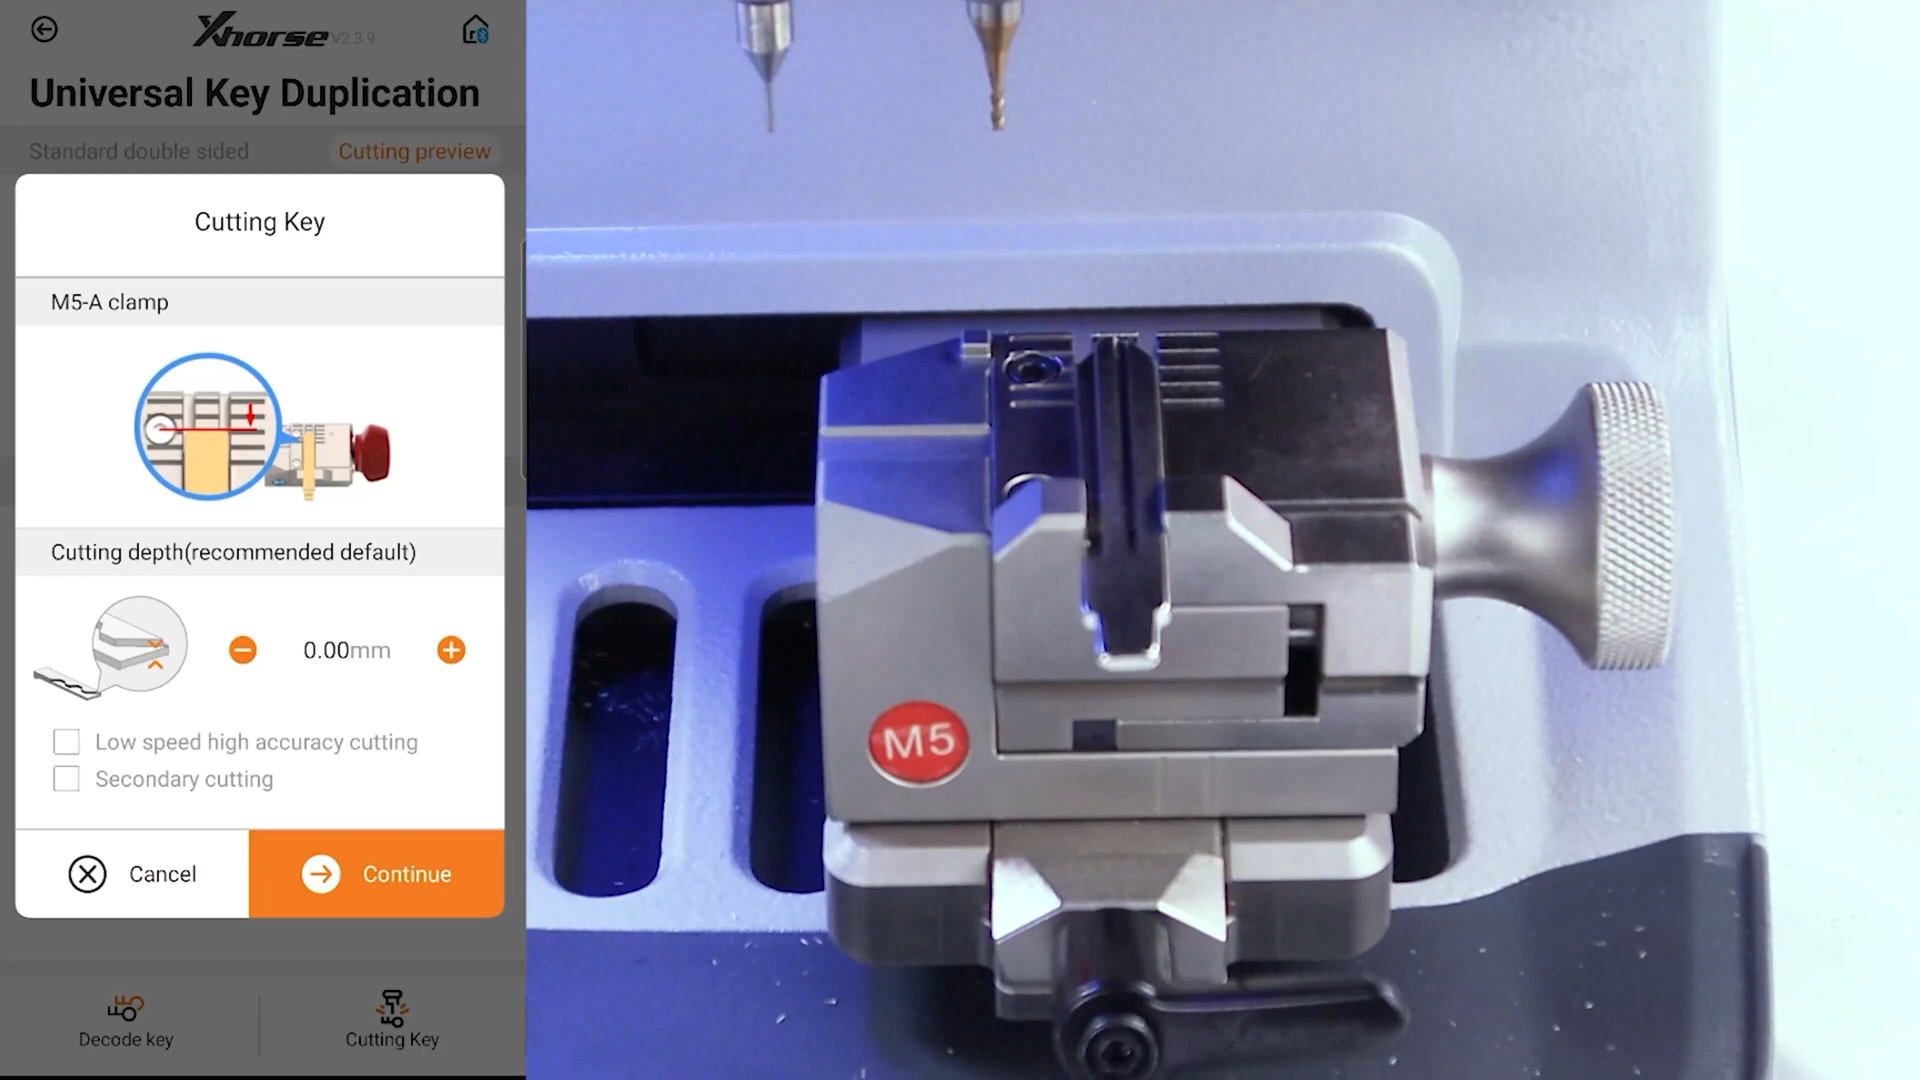 Xhorse V2.3.9
Universal Key Duplication
Standard double sided
Cutting preview
Cutting Key
M5-A clamp
Cutting depth(recommended default)
0.00mm
Low speed high accuracy cutting
Secondary cutting
Cancel
Continue
Decode key
Cutting Key
M5